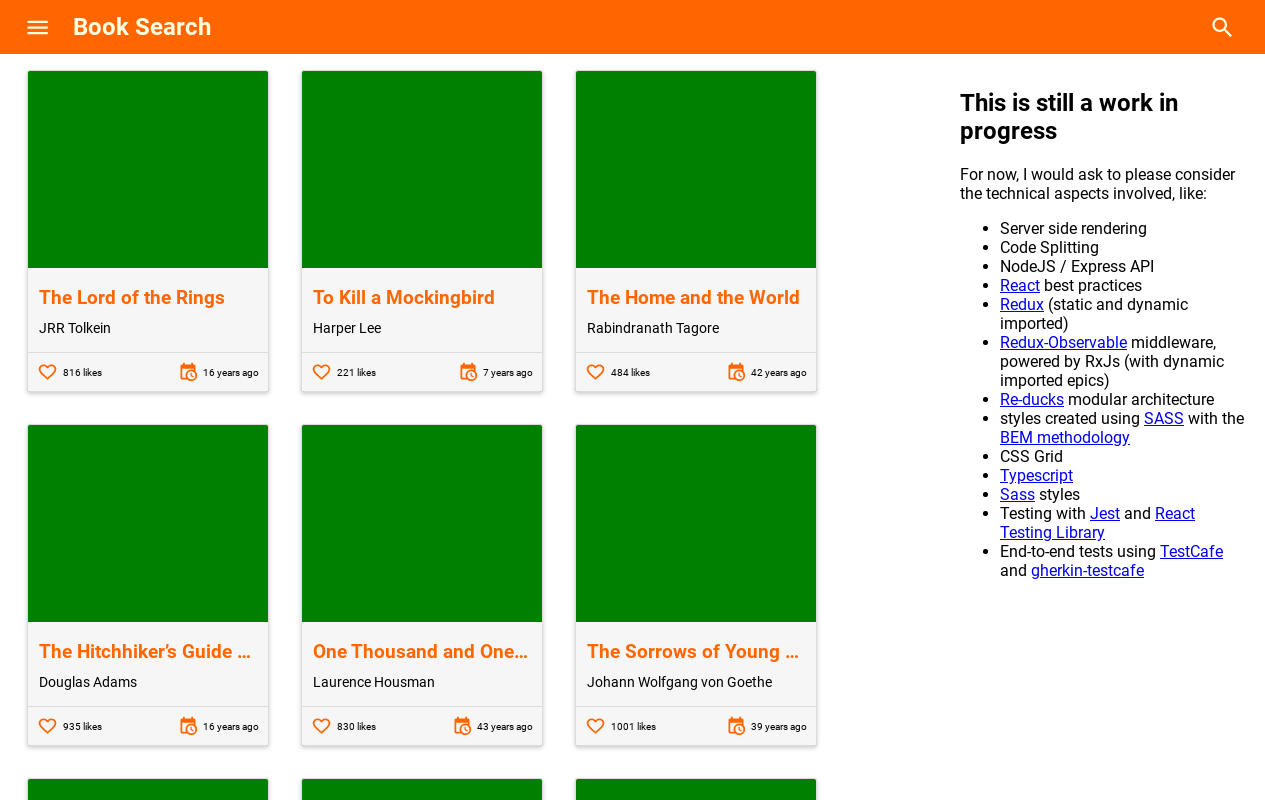 Book Search
The Lord of the Rings
JRR Tolkein
816 likes
16 years ago
To Kill a Mockingbird
Harper Lee
221 likes
7 years ago
The Home and the World
Rabindranath Tagore
484 likes
42 years ago
The Hitchhiker’s Guide ...
Douglas Adams
935 likes
16 years ago
One Thousand and One...
Laurence Housman
830 likes
43 years ago
The Sorrows of Young ...
Johann Wolfgang von Goethe
1001 likes
39 years ago
This is still a work in
progress
For now, I would ask to please consider
the technical aspects involved, like:
Server side rendering
Code Splitting
NodeJS / Express API
React best practices
Redux (static and dynamic
imported)
Redux-Observable middleware,
powered by RxJs (with dynamic
imported epics)
Re-ducks modular architecture
styles created using SASS with the
BEM methodology
CSS Grid
Typescript
Sass styles
Testing with Jest and React
Testing Library
End-to-end tests using TestCafe
and gherkin-testcafe